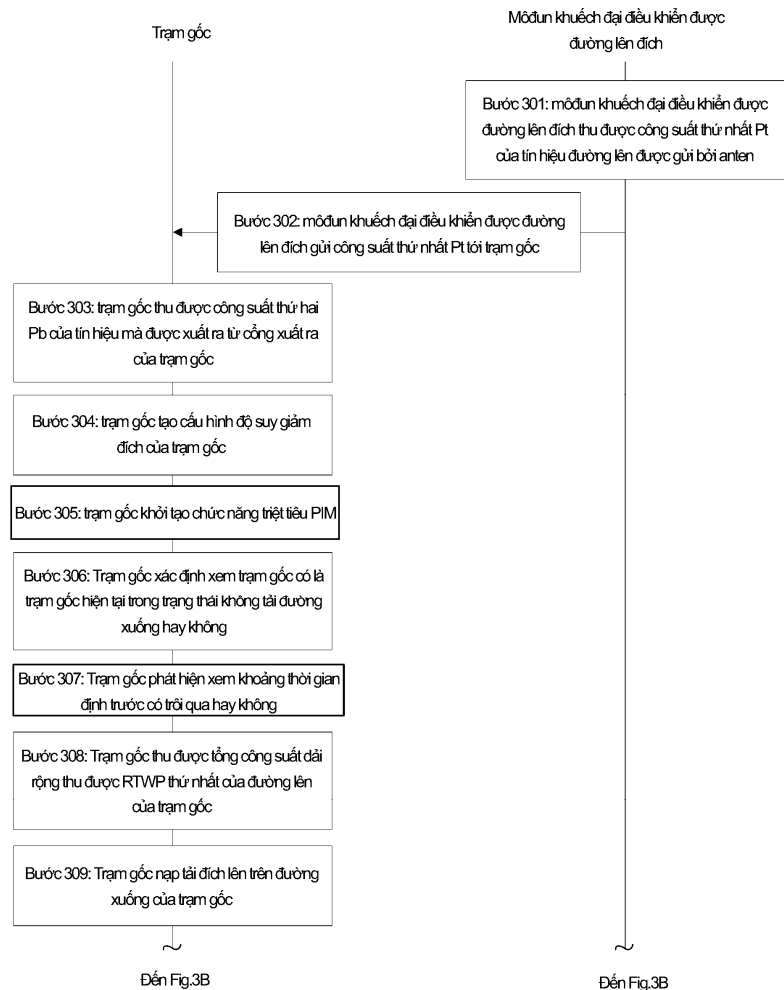 Trạm gốc
Môđun khuếch đại điều khiển được
đường lên đích
Bước 301: môđun khuếch đại điều khiển được
đường lên đích thu được công suất thứ nhất Pt
của tín hiệu đường lên được gửi bởi anten
Bước 302: môđun khuếch đại điều khiển được đường
lên đích gửi công suất thứ nhất Pt tới trạm gốc
Bước 303: trạm gốc thu được công suất thứ hai
Pb của tín hiệu mà được xuất ra từ cổng xuất ra
của trạm gốc
Bước 304: trạm gốc tạo cấu hình độ suy giảm
đích của trạm gốc
Bước 305: trạm gốc khởi tạo chức năng triệt tiêu PIM
Bước 306: Trạm gốc xác định xem trạm gốc có là
trạm gốc hiện tại trong trạng thái không tải đường
xuống hay không
Bước 307: Trạm gốc phát hiện xem khoảng thời gian
định trước có trôi qua hay không
Bước 308: Trạm gốc thu được tổng công suất dải
rộng thu được RTWP thứ nhất của đường lên
của trạm gốc
Bước 309: Trạm gốc nạp tải đích lên trên đường
xuống của trạm gốc
Đến Fig.3B
Đến Fig.3B